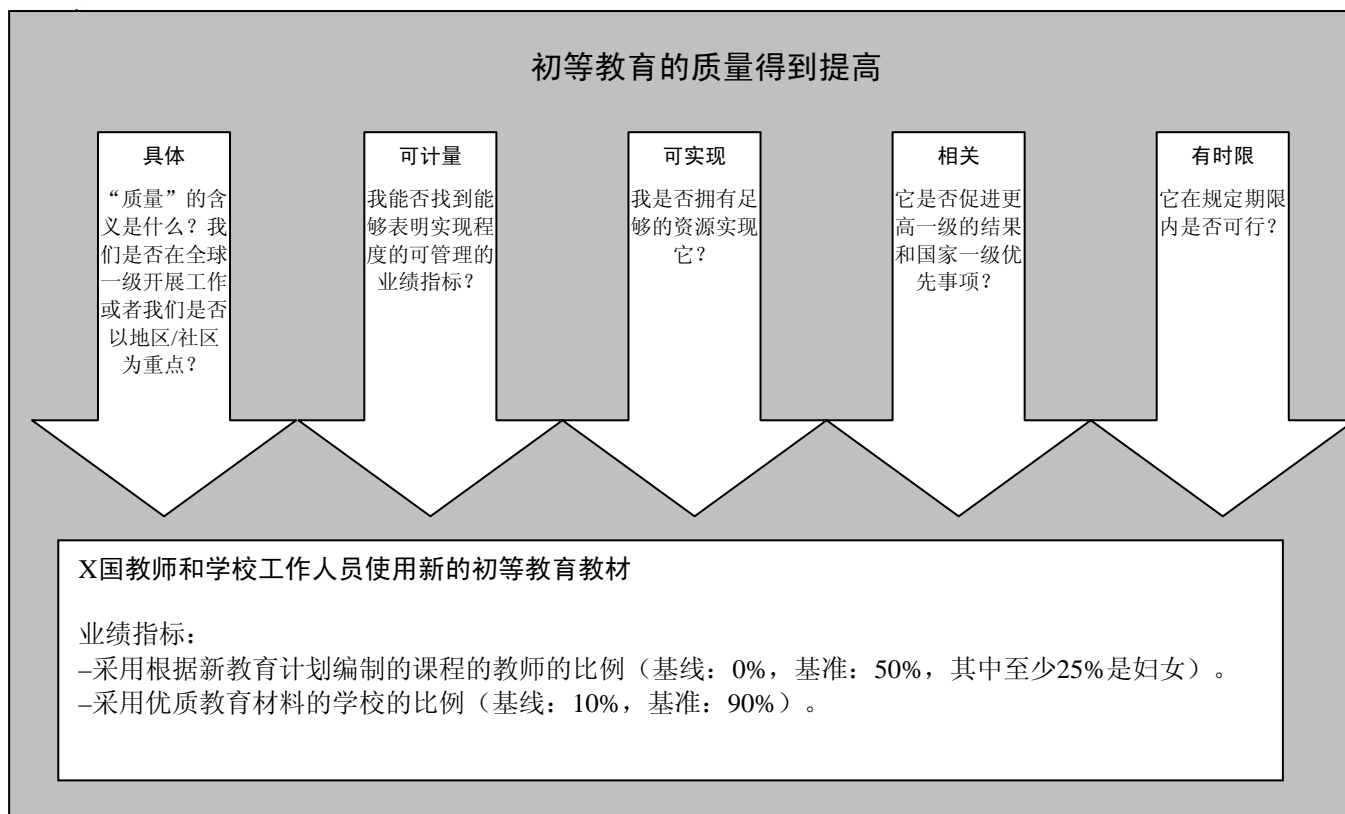 初等教育的质量得到提高
具体
“质量”的含
义是什么？我
们是否在全球
一级开展工作
或者我们是否
以地区/社区
为重点？
可计量
我能否找到能
够表明实现程
度的可管理的
业绩指标？
可实现
我是否拥有足
够的资源实现
它？
相关
它是否促进更
高一级的结果
和国家一级优
先事项？
有时限
它在规定期限
内是否可行？
X国教师和学校工作人员使用新的初等教育教材
业绩指标：
–采用根据新教育计划编制的课程的教师的比例（基线：0%，基准：50%，其中至少25%是妇女）。
–采用优质教育材料的学校的比例（基线：10%，基准：90%）。